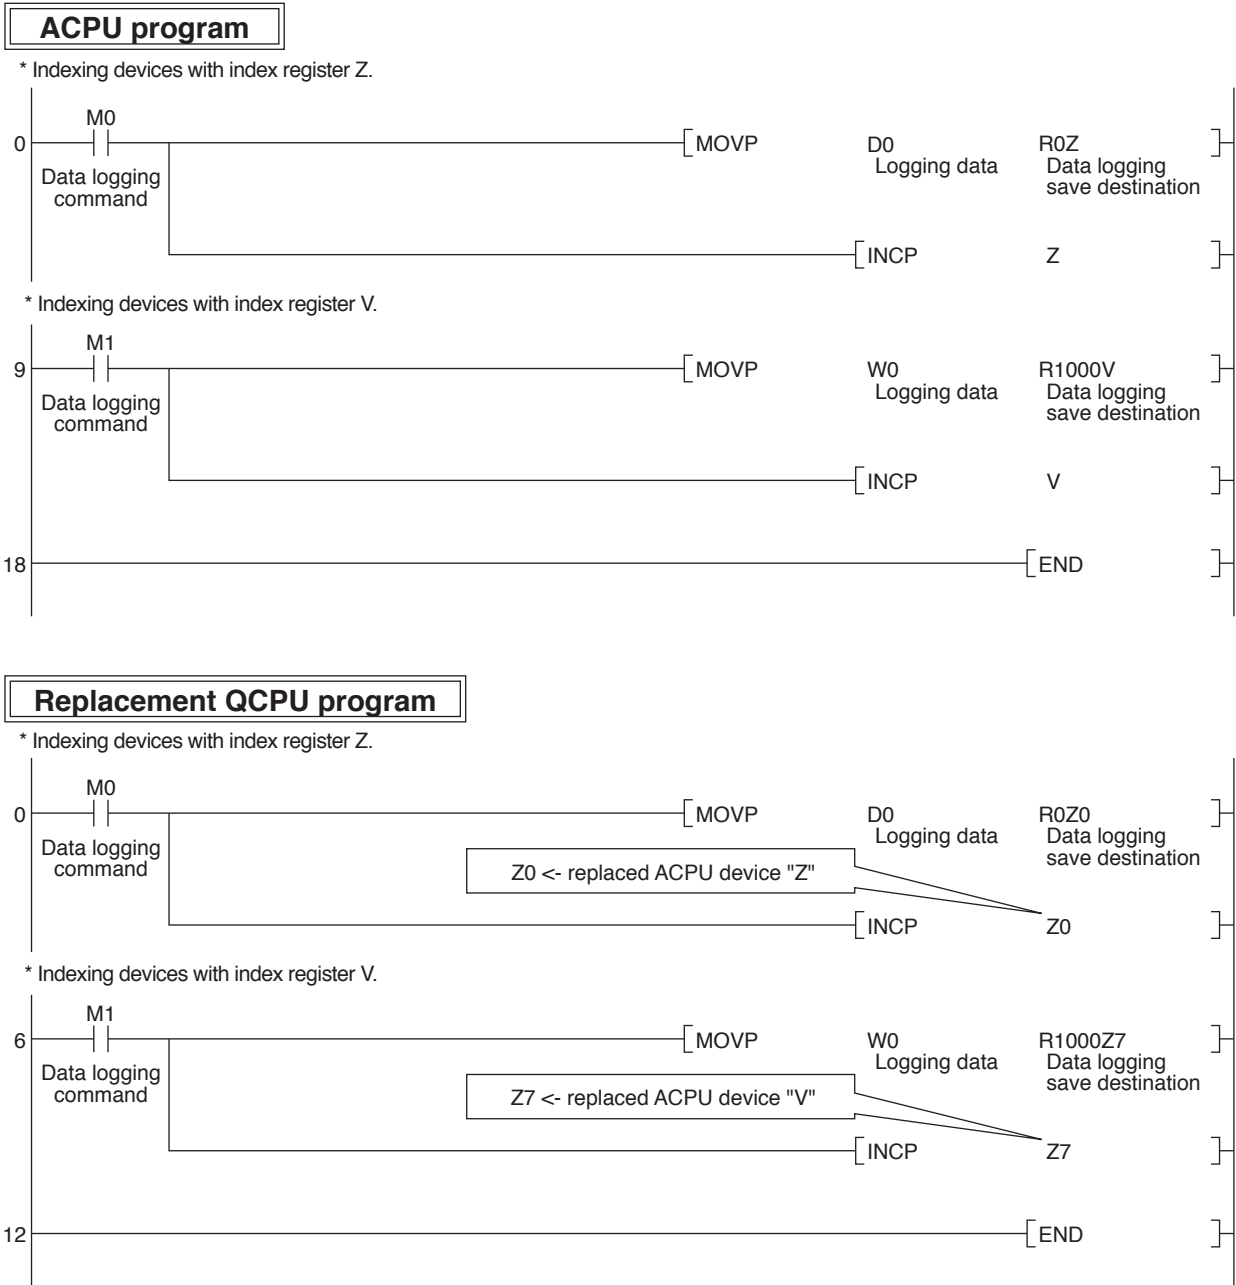 ACPU program
* Indexing devices with index register Z.
M0
0 MOVP D0 R0Z
Logging data Data logging
save destination
Data logging
command
INCP Z
* Indexing devices with index register V.
M1
9 MOVP W0 R1000V
Logging data Data logging
save destination
Data logging
command
INCP V
18 END
Replacement QCPU program
* Indexing devices with index register Z.
M0
0 MOVP D0 R0Z0
Logging data Data logging
save destination
Data logging
command
Z0 <- replaced ACPU device "Z"
INCP Z0
* Indexing devices with index register V.
M1
6 MOVP W0 R1000Z7
Logging data Data logging
save destination
Data logging
command
Z7 <- replaced ACPU device "V"
INCP Z7
12 END